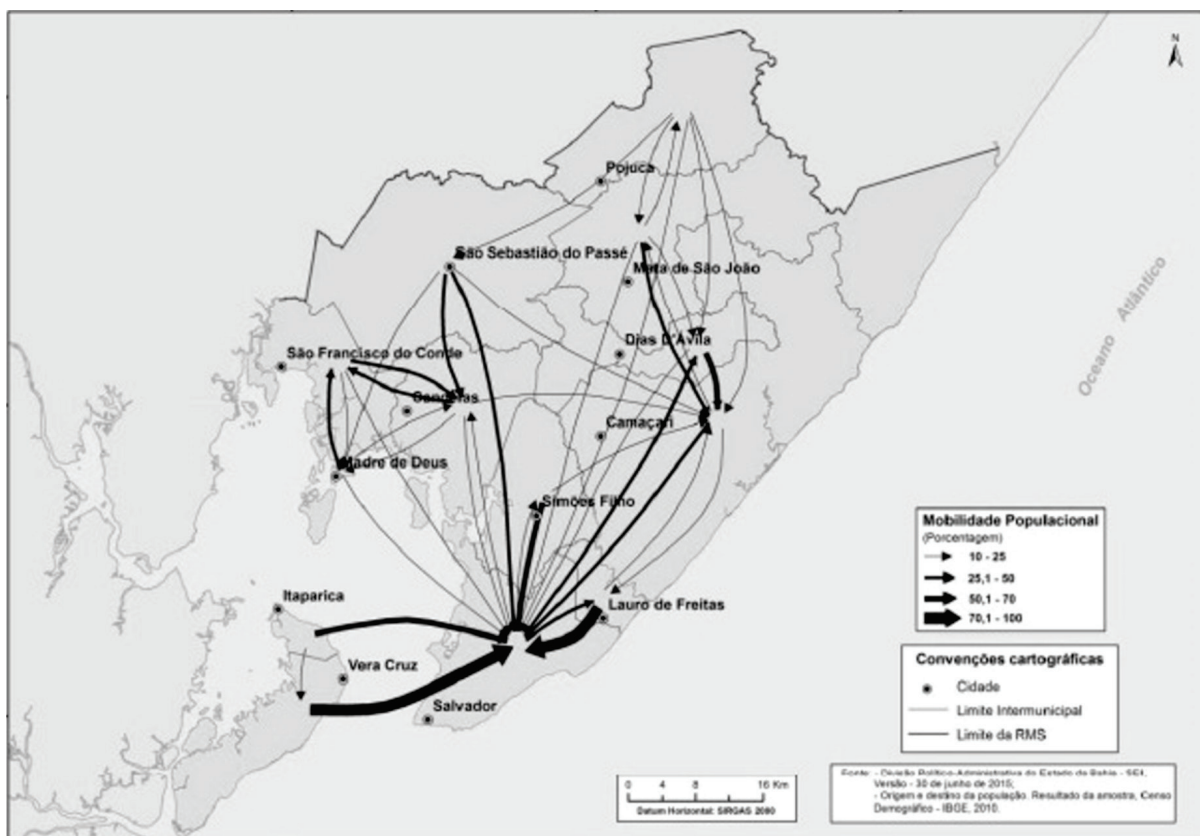 N
Pojuca
São Sebastião do Passé
Mata de São João
Dias D'Ávila
São Francisco do Conde
Candeias
Camaçari
Madre de Deus
Simões Filho
Itaparica
Lauro de Freitas
Vera Cruz
Salvador
Oceano Atlântico
Mobilidade Populacional
(Porcentagem)
10 - 25
25,1 - 50
50,1 - 70
70,1 - 100
Convenções cartográficas
Cidade
Limite Intermunicipal
Limite da RMS
0 4 8 16 Km
Datum Horizontal: SIRGAS 2000
Fonte: - Divisão Político-Administrativa do Estado da Bahia - SEI,
Versão - 30 de junho de 2015;
- Origem e destino da população. Resultado da amostra, Censo
Demográfico - IBGE, 2010.